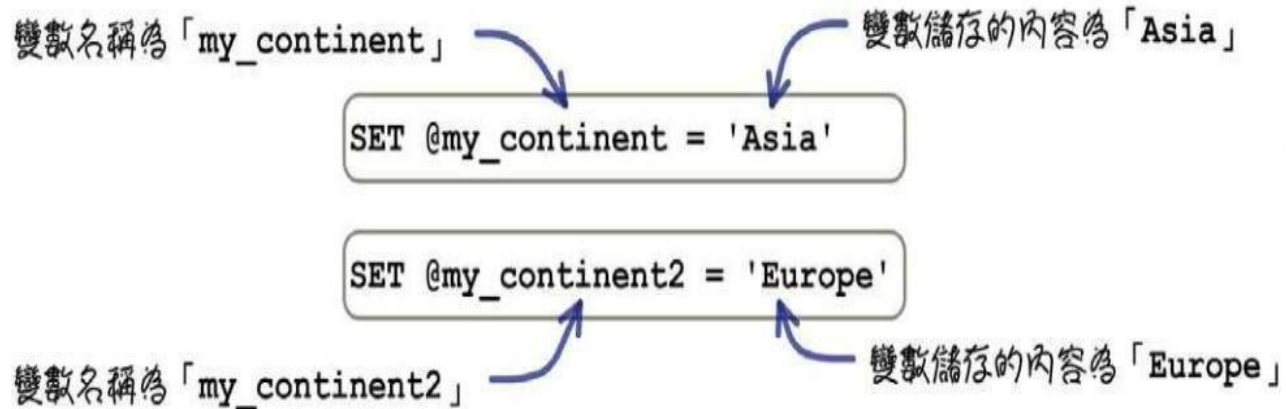 變數名稱為「my_continent」
變數儲存的內容為「Asia」
SET @my_continent = 'Asia'
SET @my_continent2 = 'Europe'
變數名稱為「my_continent2」
變數儲存的內容為「Europe」